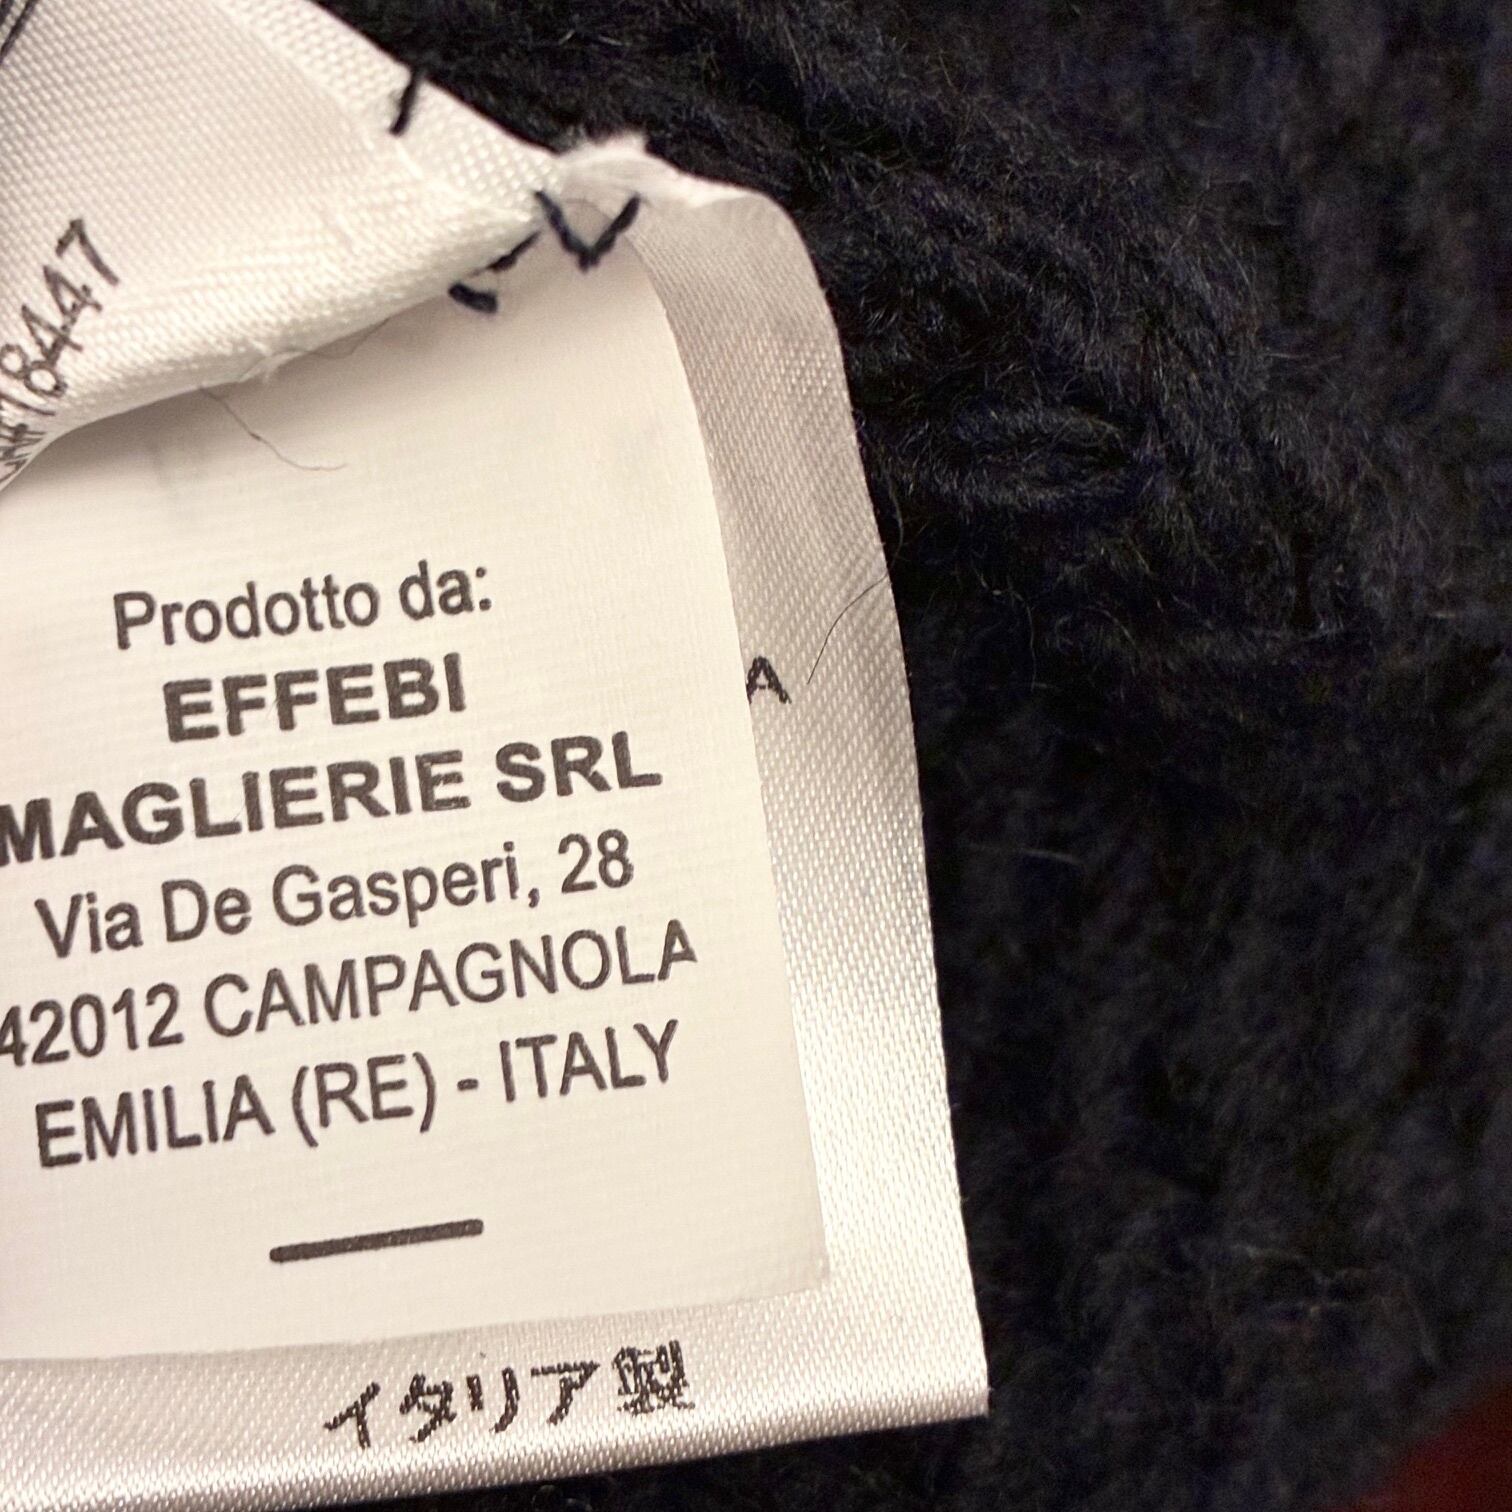 78447
Prodotto da:
EFFEBI
MAGLIERIE SRL
Via De Gasperi, 28
42012 CAMPAGNOLA
EMILIA (RE) - ITALY
A
イタリア製